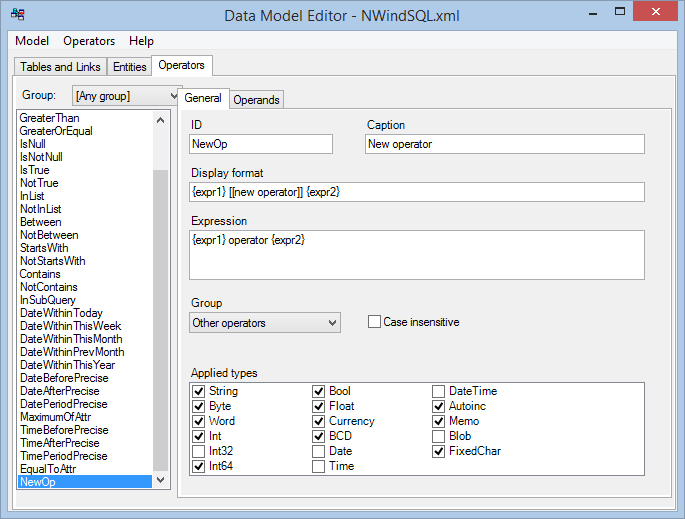 Data Model Editor - NWindSQL.xml
Model Operators Help
Tables and Links Entities Operators
Group: [Any group]
GreaterThan
GreaterOrEqual
IsNull
IsNotNull
IsTrue
NotTrue
InList
NotInList
Between
NotBetween
StartsWith
NotStartsWith
Contains
NotContains
InSubQuery
DateWithinToday
DateWithinThisWeek
DateWithinThisMonth
DateWithinPrevMonth
DateWithinThisYear
DateBeforePrecise
DateAfterPrecise
DatePeriodPrecise
MaximumOfAttr
TimeBeforePrecise
TimeAfterPrecise
TimePeriodPrecise
EqualToAttr
NewOp
General Operands
ID Caption
NewOp New operator
Display format
{expr1} [[new operator]] {expr2}
Expression
{expr1} operator {expr2}
Group
Other operators Case insensitive
Applied types
String Bool DateTime
Byte Float Autoinc
Word Currency Memo
Int BCD Blob
Int32 Date FixedChar
Int64 Time